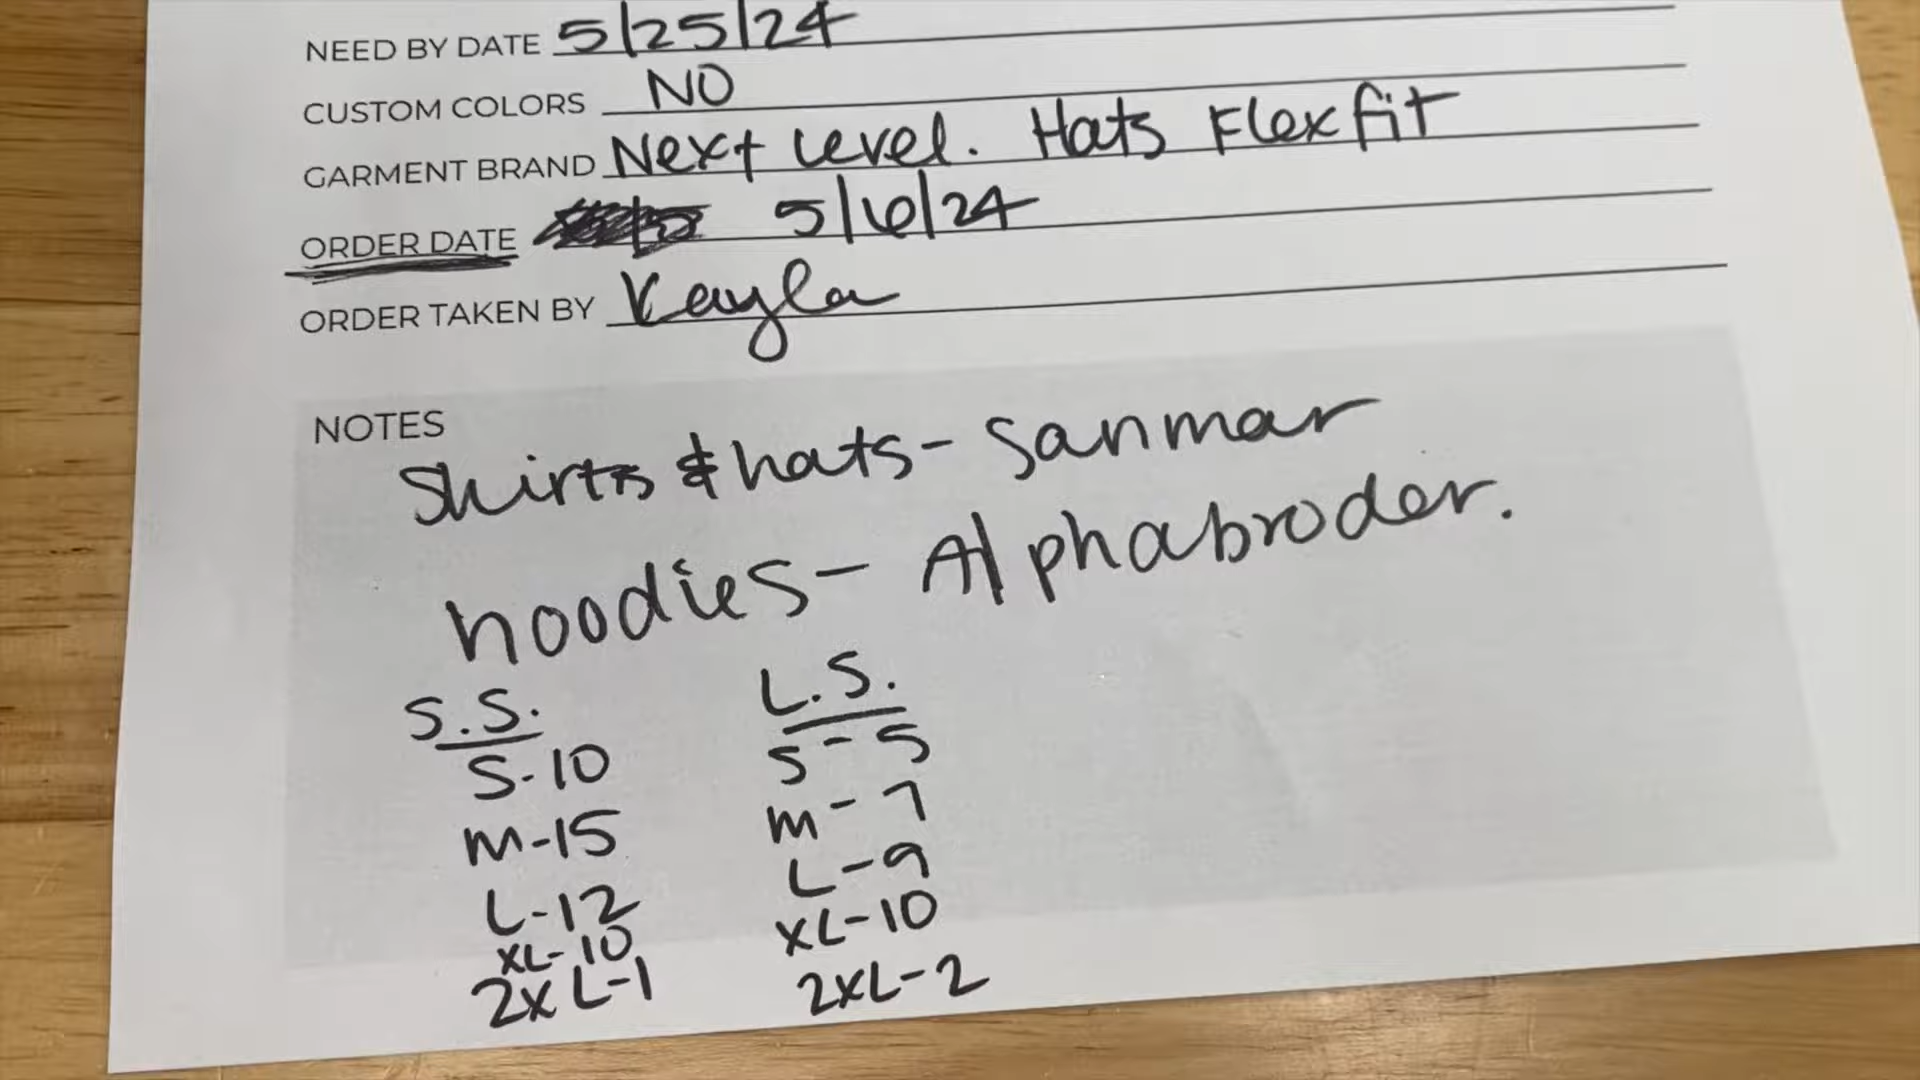 NEED BY DATE 5/25/24
CUSTOM COLORS NO
GARMENT BRAND Next Level. Hats Flexfit
ORDER DATE 5/6/24
ORDER TAKEN BY Kayla
NOTES
Shirts & hats - Sanmar
hoodies - Alphabroder.
S.S. L.S.
S-10 S-5
M-15 M-7
L-12 L-9
XL-10 XL-10
2XL-1 2XL-2